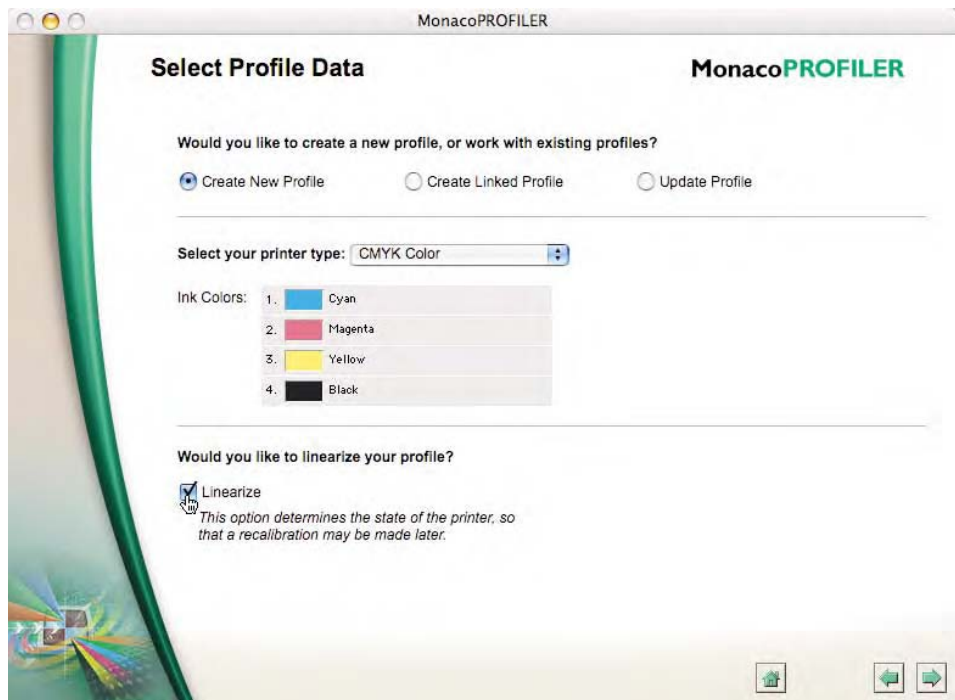 MonacoPROFILER
Select Profile Data
MonacoPROFILER
Would you like to create a new profile, or work with existing profiles?
Create New Profile
Create Linked Profile
Update Profile
Select your printer type: CMYK Color
Ink Colors:
1. Cyan
2. Magenta
3. Yellow
4. Black
Would you like to linearize your profile?
Linearize
This option determines the state of the printer, so
that a recalibration may be made later.